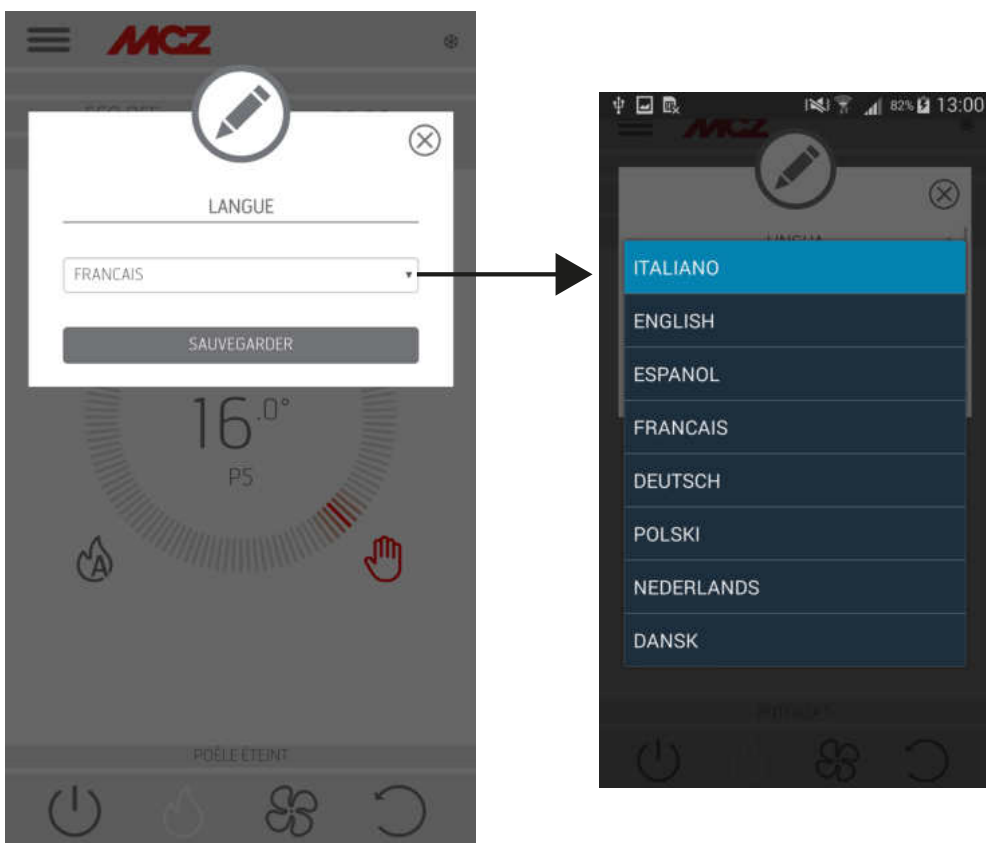 MCZ
LANGUE
FRANCAIS
SAUVEGARDER
16.0°
P5
A
POÊLE ÉTEINT
82% 13:00
MCZ
LINGUA
ITALIANO
ENGLISH
ESPANOL
FRANCAIS
DEUTSCH
POLSKI
NEDERLANDS
DANSK